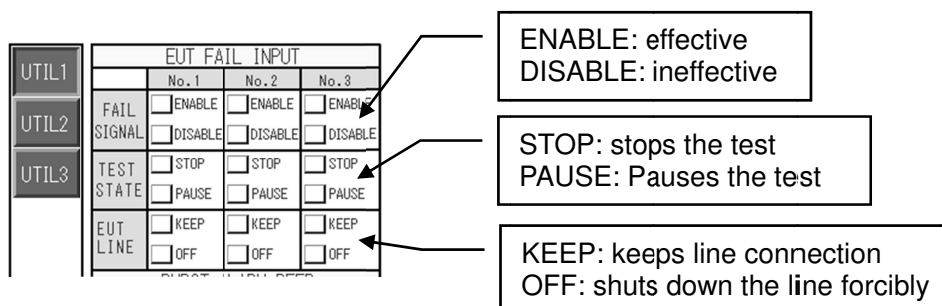 EUT FAIL INPUT
No.1 No.2 No.3
UTIL1
UTIL2
UTIL3
FAIL SIGNAL
ENABLE ENABLE ENABLE
DISABLE DISABLE DISABLE
TEST STATE
STOP STOP STOP
PAUSE PAUSE PAUSE
EUT LINE
KEEP KEEP KEEP
OFF OFF OFF
ENABLE: effective
DISABLE: ineffective
STOP: stops the test
PAUSE: Pauses the test
KEEP: keeps line connection
OFF: shuts down the line forcibly